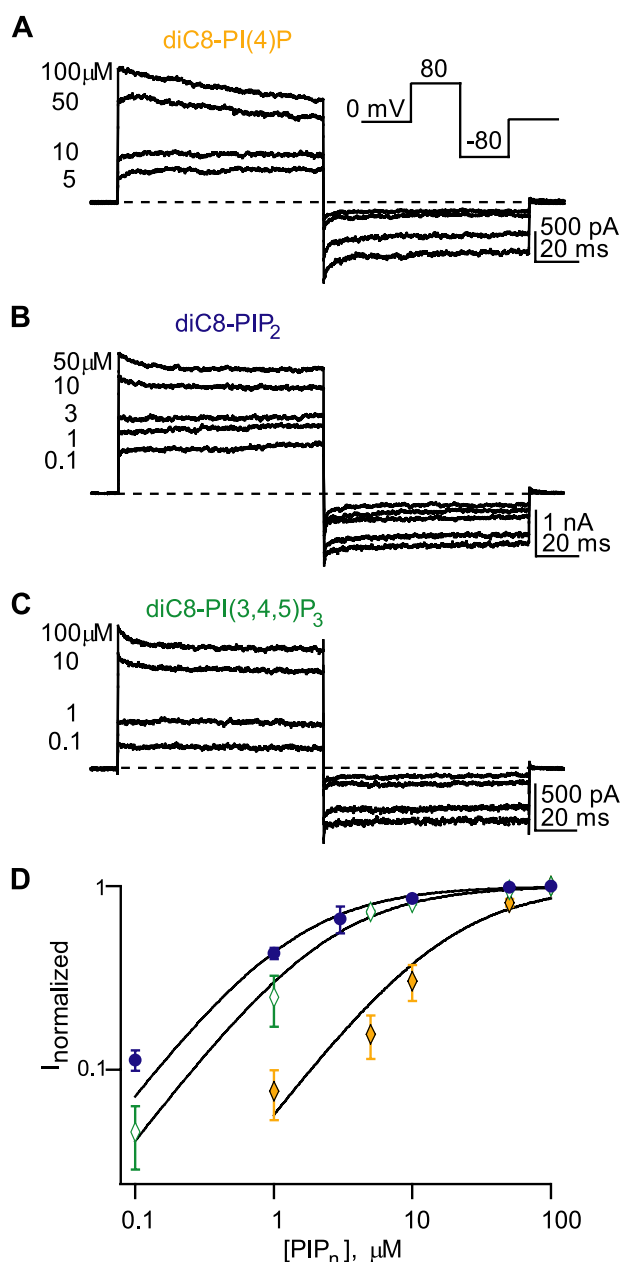 A
diC8-PI(4)P
100μM
50
10
5
0 mV
80
-80
500 pA
20 ms
B
diC8-PIP2
50μM
10
3
1
0.1
1 nA
20 ms
C
diC8-PI(3,4,5)P3
100μM
10
1
0.1
500 pA
20 ms
D
Inormalized
1
0.1
0.1 1 10 100
[PIPn], μM